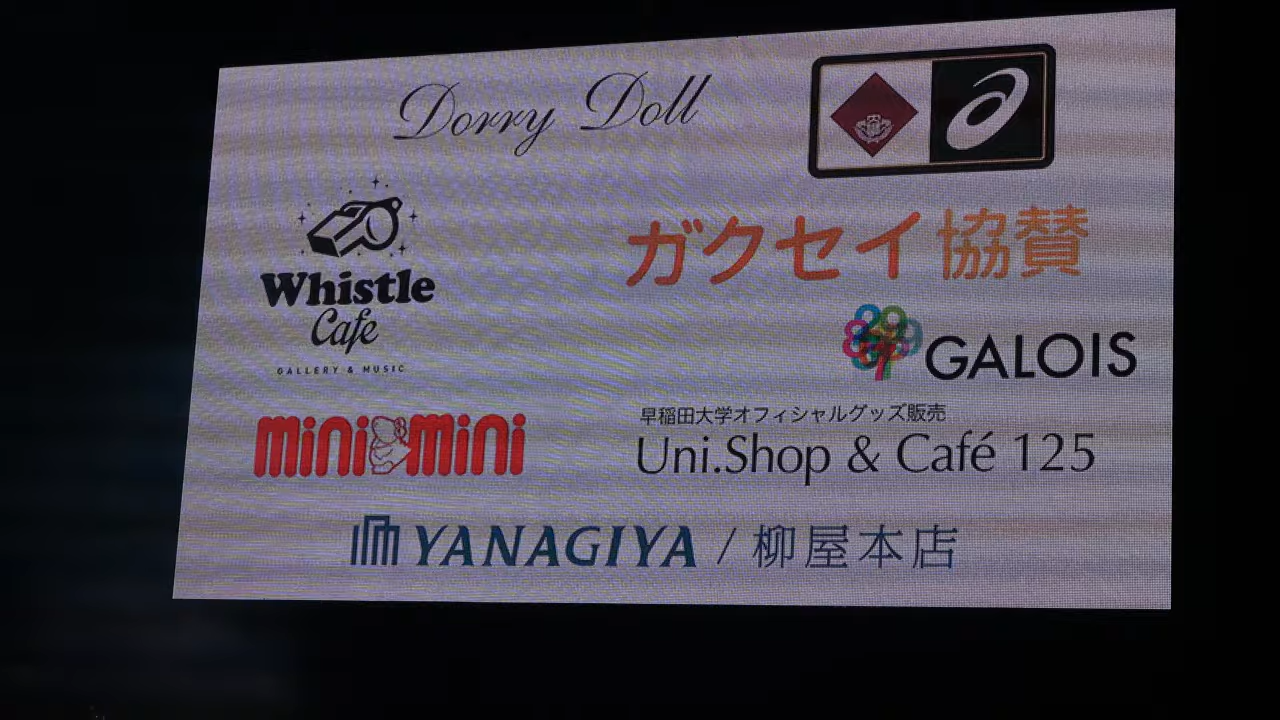 Dorry Doll
Whistle
Cafe
GALLERY & MUSIC
ガクセイ協賛
GALOIS
minimini
早稲田大学オフィシャルグッズ販売
Uni.Shop & Café 125
YANAGIYA / 柳屋本店